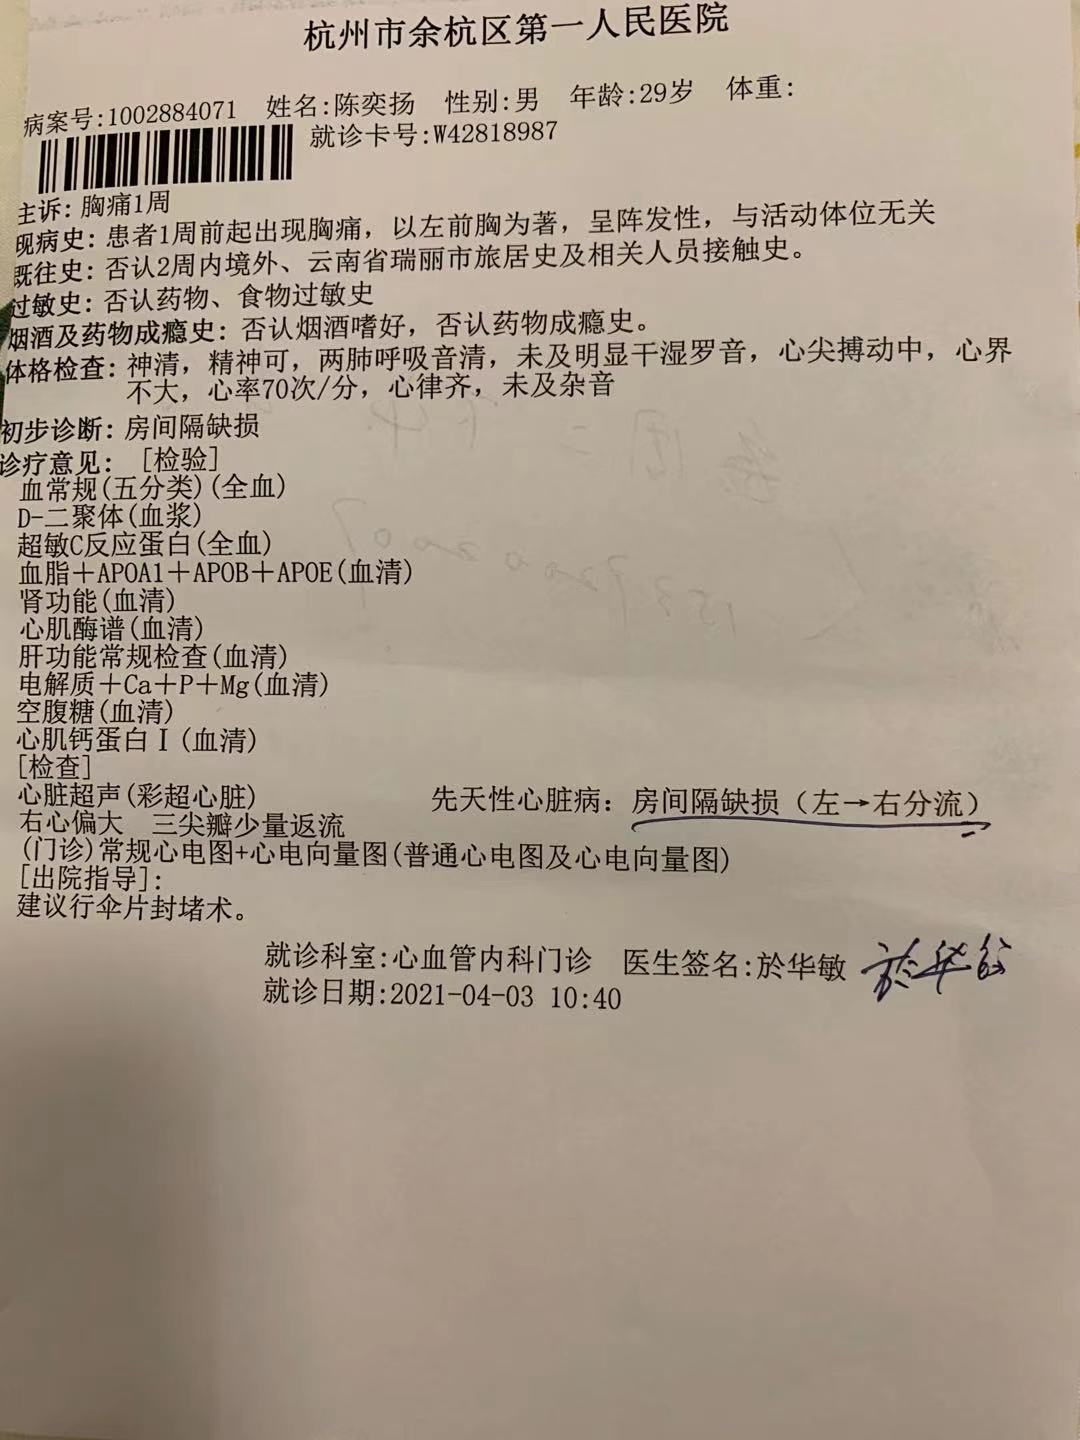 杭州市余杭区第一人民医院
病案号:1002884071 姓名:陈奕扬 性别:男 年龄:29岁 体重:
就诊卡号:W42818987
主诉: 胸痛1周
现病史: 患者1周前起出现胸痛，以左前胸为著，呈阵发性，与活动体位无关
既往史: 否认2周内境外、云南省瑞丽市旅居史及相关人员接触史。
过敏史: 否认药物、食物过敏史
烟酒及药物成瘾史: 否认烟酒嗜好，否认药物成瘾史。
体格检查: 神清，精神可，两肺呼吸音清，未及明显干湿罗音，心尖搏动中，心界
不大，心率70次/分，心律齐，未及杂音
初步诊断: 房间隔缺损
诊疗意见: [检验]
血常规(五分类)(全血)
D-二聚体(血浆)
超敏C反应蛋白(全血)
血脂＋APOA1＋APOB＋APOE(血清)
肾功能(血清)
心肌酶谱(血清)
肝功能常规检查(血清)
电解质＋Ca＋P＋Mg(血清)
空腹糖(血清)
心肌钙蛋白Ⅰ(血清)
[检查]
心脏超声(彩超心脏) 先天性心脏病: 房间隔缺损（左→右分流）
右心偏大 三尖瓣少量返流
(门诊)常规心电图+心电向量图(普通心电图及心电向量图)
[出院指导]:
建议行伞片封堵术。
就诊科室:心血管内科门诊 医生签名:於华敏 於华敏
就诊日期:2021-04-03 10:40